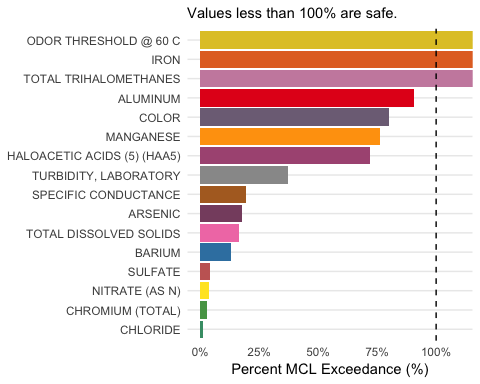 Values less than 100% are safe.
ODOR THRESHOLD @ 60 C
IRON
TOTAL TRIHALOMETHANES
ALUMINUM
COLOR
MANGANESE
HALOACETIC ACIDS (5) (HAA5)
TURBIDITY, LABORATORY
SPECIFIC CONDUCTANCE
ARSENIC
TOTAL DISSOLVED SOLIDS
BARIUM
SULFATE
NITRATE (AS N)
CHROMIUM (TOTAL)
CHLORIDE
0% 25% 50% 75% 100%
Percent MCL Exceedance (%)